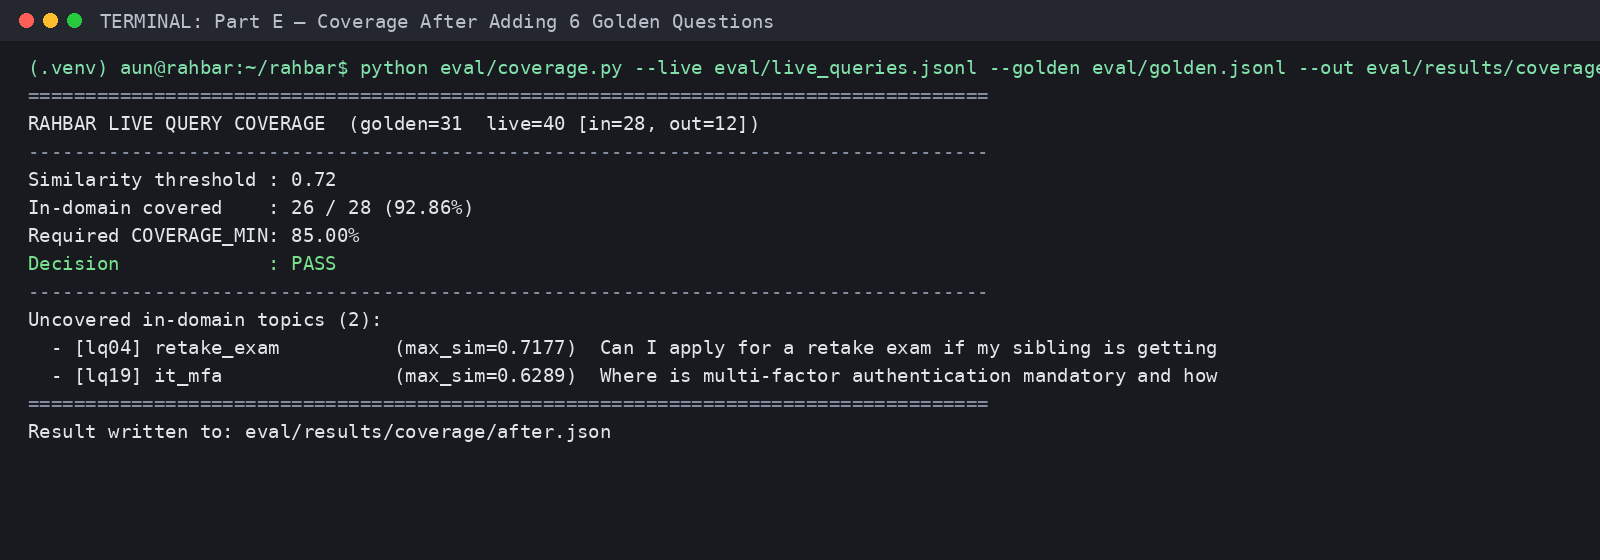 TERMINAL: Part E — Coverage After Adding 6 Golden Questions
(.venv) aun@rahbar:~/rahbar$ python eval/coverage.py --live eval/live_queries.jsonl --golden eval/golden.jsonl --out eval/results/coverage
====================================================================================
RAHBAR LIVE QUERY COVERAGE  (golden=31  live=40 [in=28, out=12])
------------------------------------------------------------------------------------
Similarity threshold : 0.72
In-domain covered    : 26 / 28 (92.86%)
Required COVERAGE_MIN: 85.00%
Decision             : PASS
------------------------------------------------------------------------------------
Uncovered in-domain topics (2):
  - [lq04] retake_exam          (max_sim=0.7177)  Can I apply for a retake exam if my sibling is getting
  - [lq19] it_mfa               (max_sim=0.6289)  Where is multi-factor authentication mandatory and how
====================================================================================
Result written to: eval/results/coverage/after.json